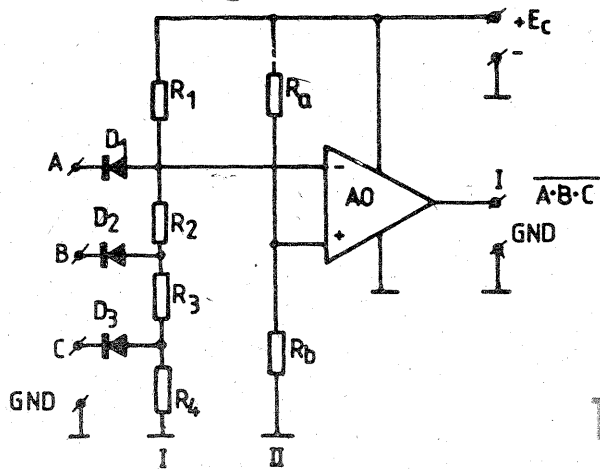 +Ec
-
R1
Ra
D1
A
-
AO
I
A·B·C
R2
D2
B
+
GND
R3
D3
C
Rb
GND
R4
I
II